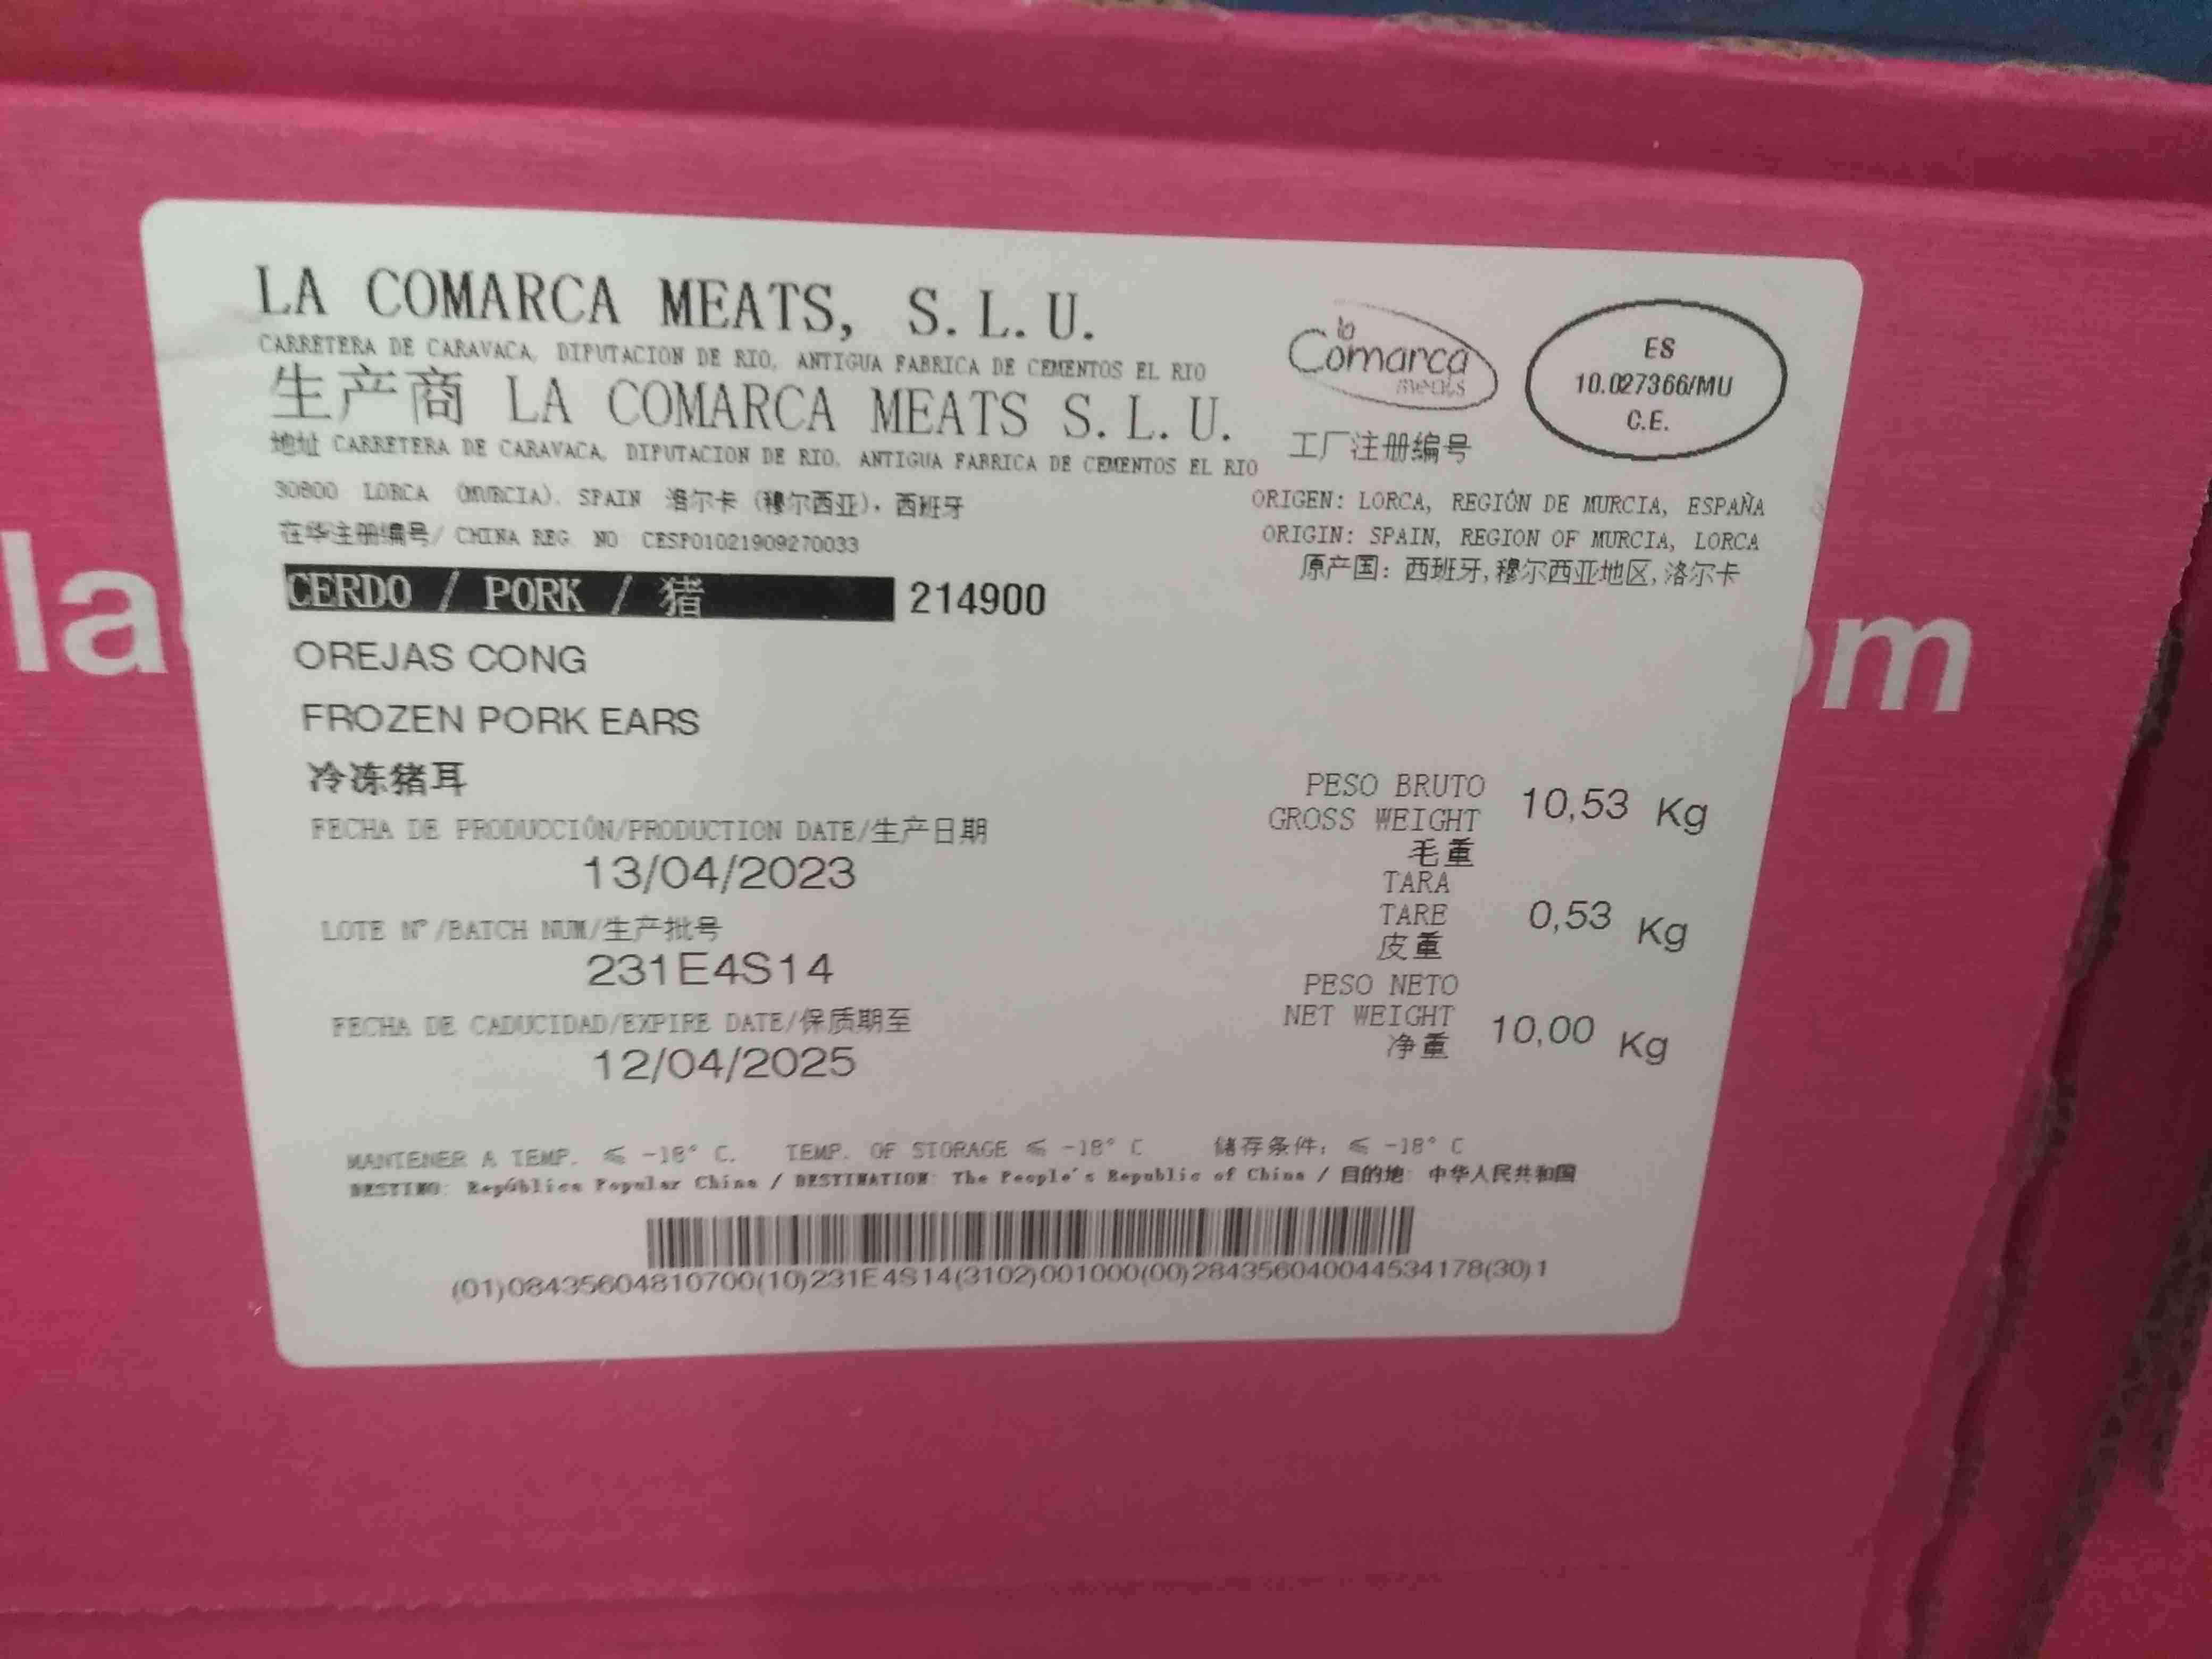 LA COMARCA MEATS, S.L.U.
CARRETERA DE CARAVACA, DIPUTACION DE RIO, ANTIGUA FABRICA DE CEMENTOS EL RIO
生产商 LA COMARCA MEATS S.L.U.
地址 CARRETERA DE CARAVACA, DIPUTACION DE RIO, ANTIGUA FABRICA DE CEMENTOS EL RIO
30800 LORCA (MURCIA). SPAIN 洛尔卡 (穆尔西亚), 西班牙
在华注册编号/ CHINA REG. NO: CESP01021909270033
la Comarca meats
ES
10.027366/MU
C.E.
工厂注册编号
ORIGEN: LORCA, REGIÓN DE MURCIA, ESPAÑA
ORIGIN: SPAIN, REGION OF MURCIA, LORCA
原产国: 西班牙, 穆尔西亚地区, 洛尔卡
CERDO / PORK / 猪 214900
OREJAS CONG
FROZEN PORK EARS
冷冻猪耳
FECHA DE PRODUCCIÓN/PRODUCTION DATE/生产日期
13/04/2023
LOTE Nº/BATCH NUM/生产批号
231E4S14
FECHA DE CADUCIDAD/EXPIRE DATE/保质期至
12/04/2025
PESO BRUTO
GROSS WEIGHT 10,53 Kg
毛重
TARA
TARE 0,53 Kg
皮重
PESO NETO
NET WEIGHT 10,00 Kg
净重
MANTENER A TEMP. ≤ -18° C. TEMP. OF STORAGE ≤ -18° C 储存条件: ≤ -18° C
DESTINO: República Popular China / DESTINATION: The People's Republic of China / 目的地: 中华人民共和国
(01)08435604810700(10)231E4S14(3102)001000(00)284356040044534178(30)1
la
om